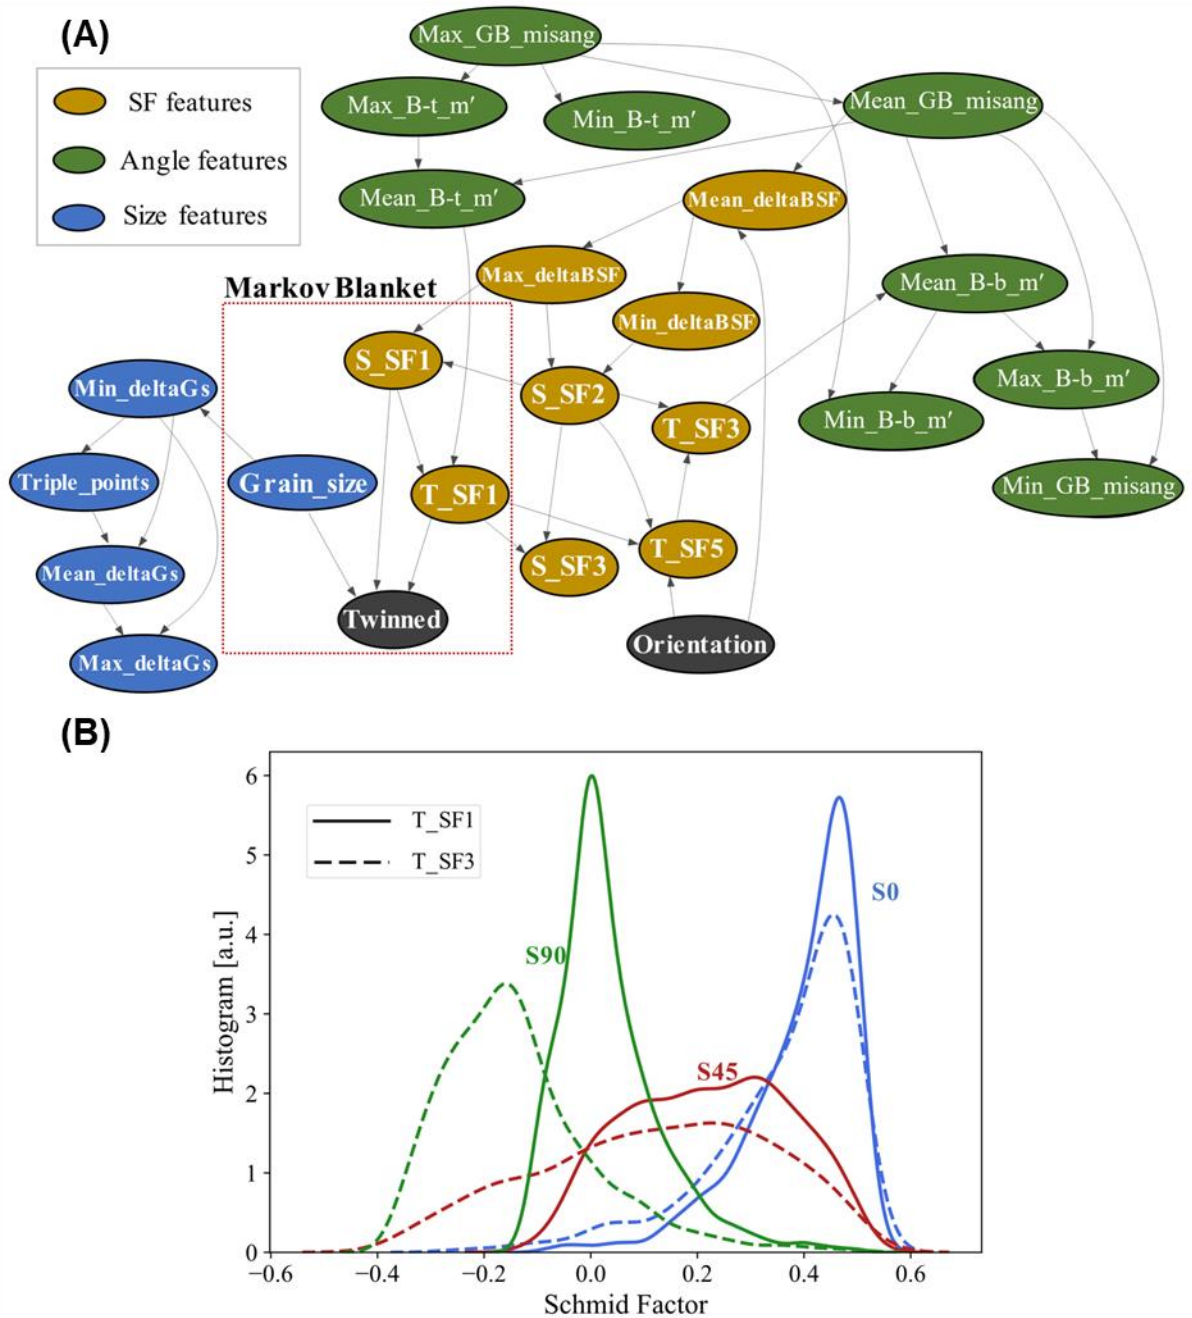 (A)
SF features
Angle features
Size features
Max_GB_misang
Max_B-t_m′
Min_B-t_m′
Mean_GB_misang
Mean_B-t_m′
Mean_deltaBSF
Max_deltaBSF
Mean_B-b_m′
Markov Blanket
Min_deltaBSF
S_SF1
Min_deltaGs
S_SF2
Max_B-b_m′
T_SF3
Min_B-b_m′
Triple_points
Grain_size
T_SF1
Min_GB_misang
Mean_deltaGs
S_SF3
T_SF5
Twinned
Orientation
Max_deltaGs
(B)
Histogram [a.u.]
6
5
4
3
2
1
0
T_SF1
T_SF3
S0
S90
S45
−0.6
−0.4
−0.2
0.0
0.2
0.4
0.6
Schmid Factor